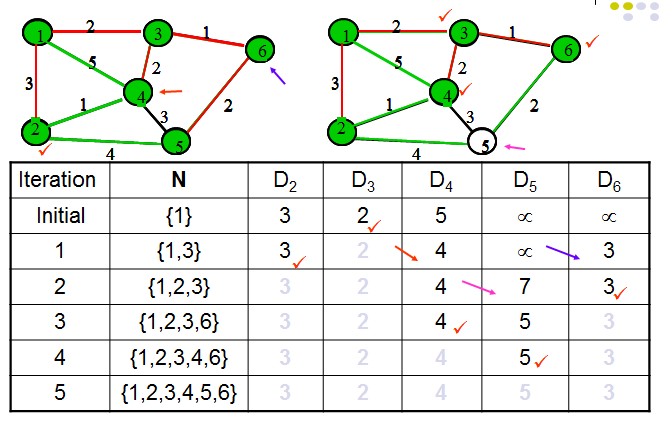 1 2 3 1 6
5 2
3 4
1 3 2
2 4 5
1 2 3 1 6
5 2
3 4
1 3 2
2 4 5
Iteration N D2 D3 D4 D5 D6
Initial {1} 3 2 5 ∝ ∝
1 {1,3} 3 2 4 ∝ 3
2 {1,2,3} 3 2 4 7 3
3 {1,2,3,6} 3 2 4 5 3
4 {1,2,3,4,6} 3 2 4 5 3
5 {1,2,3,4,5,6} 3 2 4 5 3